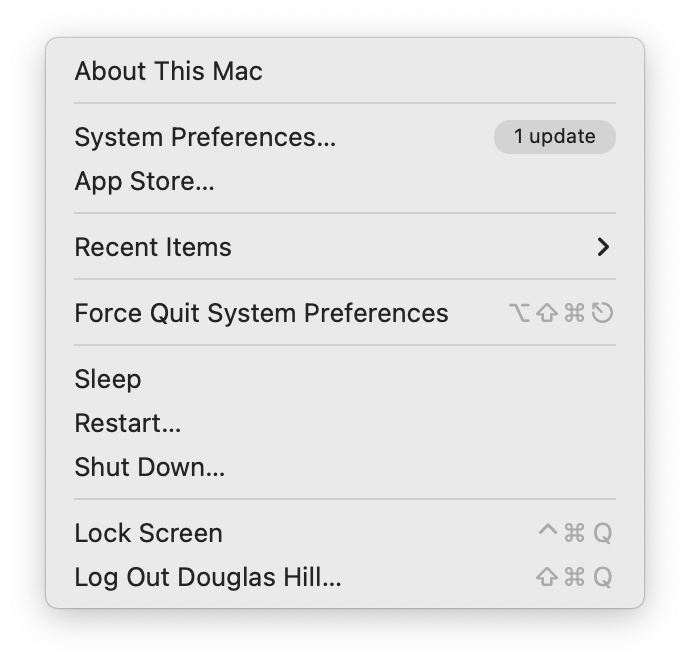 About This Mac
System Preferences... 1 update
App Store...
Recent Items
Force Quit System Preferences ⌥⇧⌘⎋
Sleep
Restart...
Shut Down...
Lock Screen ^⌘Q
Log Out Douglas Hill... ⇧⌘Q